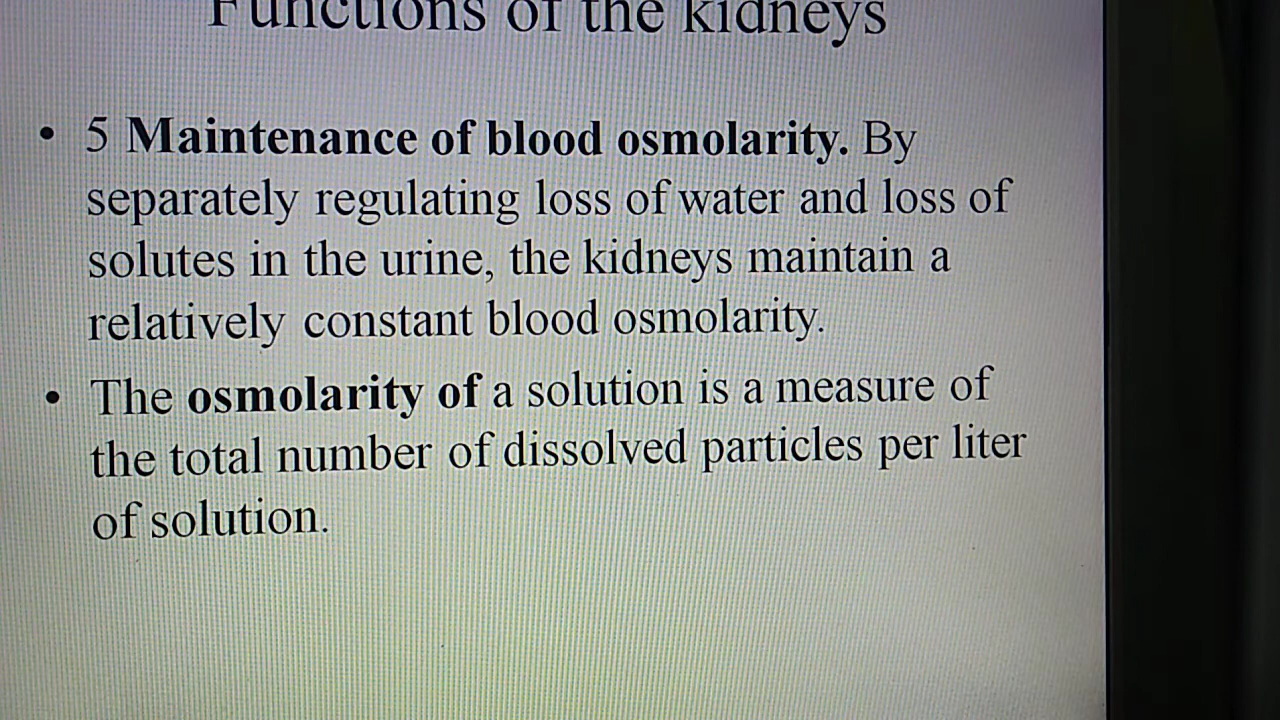 Functions of the kidneys
• 5 Maintenance of blood osmolarity. By
separately regulating loss of water and loss of
solutes in the urine, the kidneys maintain a
relatively constant blood osmolarity.
• The osmolarity of a solution is a measure of
the total number of dissolved particles per liter
of solution.